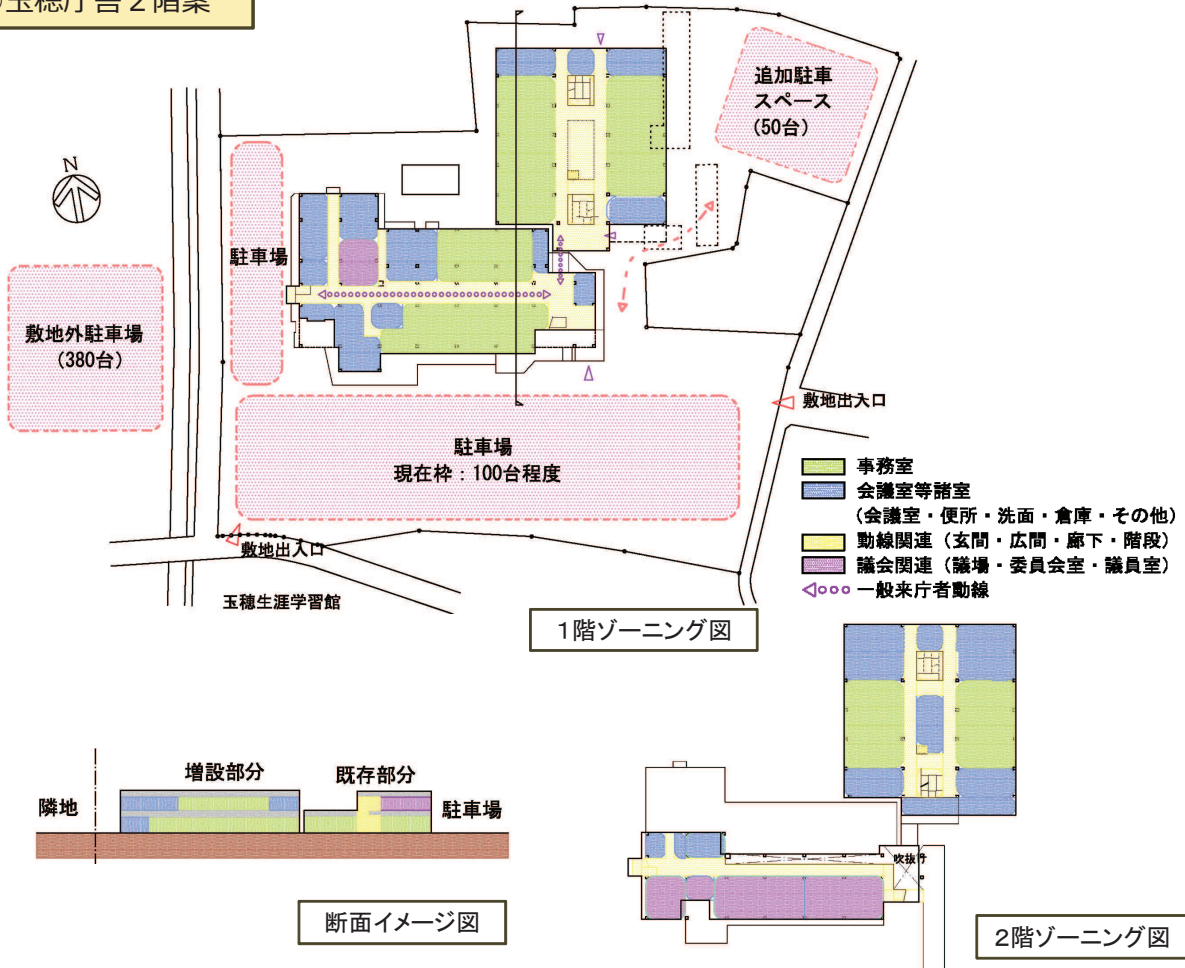 玉穂庁舎2階案
追加駐車
スペース
(50台)
N
駐車場
敷地外駐車場
(380台)
敷地出入口
駐車場
現在枠：100台程度
事務室
会議室等諸室
(会議室・便所・洗面・倉庫・その他)
動線関連（玄関・広間・廊下・階段）
議会関連（議場・委員会室・議員室）
一般来庁者動線
敷地出入口
玉穂生涯学習館
1階ゾーニング図
増設部分
既存部分
隣地
駐車場
吹抜け
断面イメージ図
2階ゾーニング図